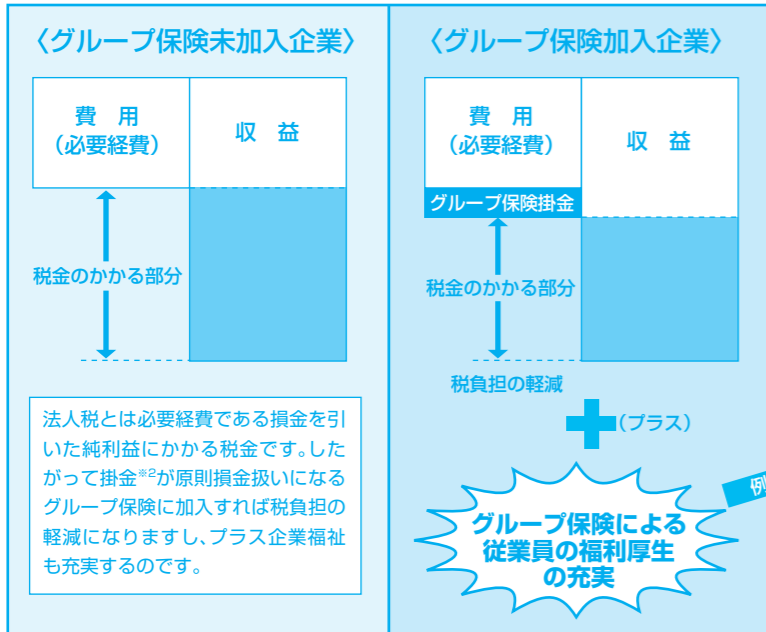 〈グループ保険未加入企業〉
費　用
（必要経費）
収　益
税金のかかる部分
法人税とは必要経費である損金を引
いた純利益にかかる税金です。した
がって掛金※2が原則損金扱いになる
グループ保険に加入すれば税負担の
軽減になりますし、プラス企業福祉
も充実するのです。
〈グループ保険加入企業〉
費　用
（必要経費）
収　益
グループ保険掛金
税金のかかる部分
税負担の軽減
（プラス）
例
グループ保険による
従業員の福利厚生
の充実